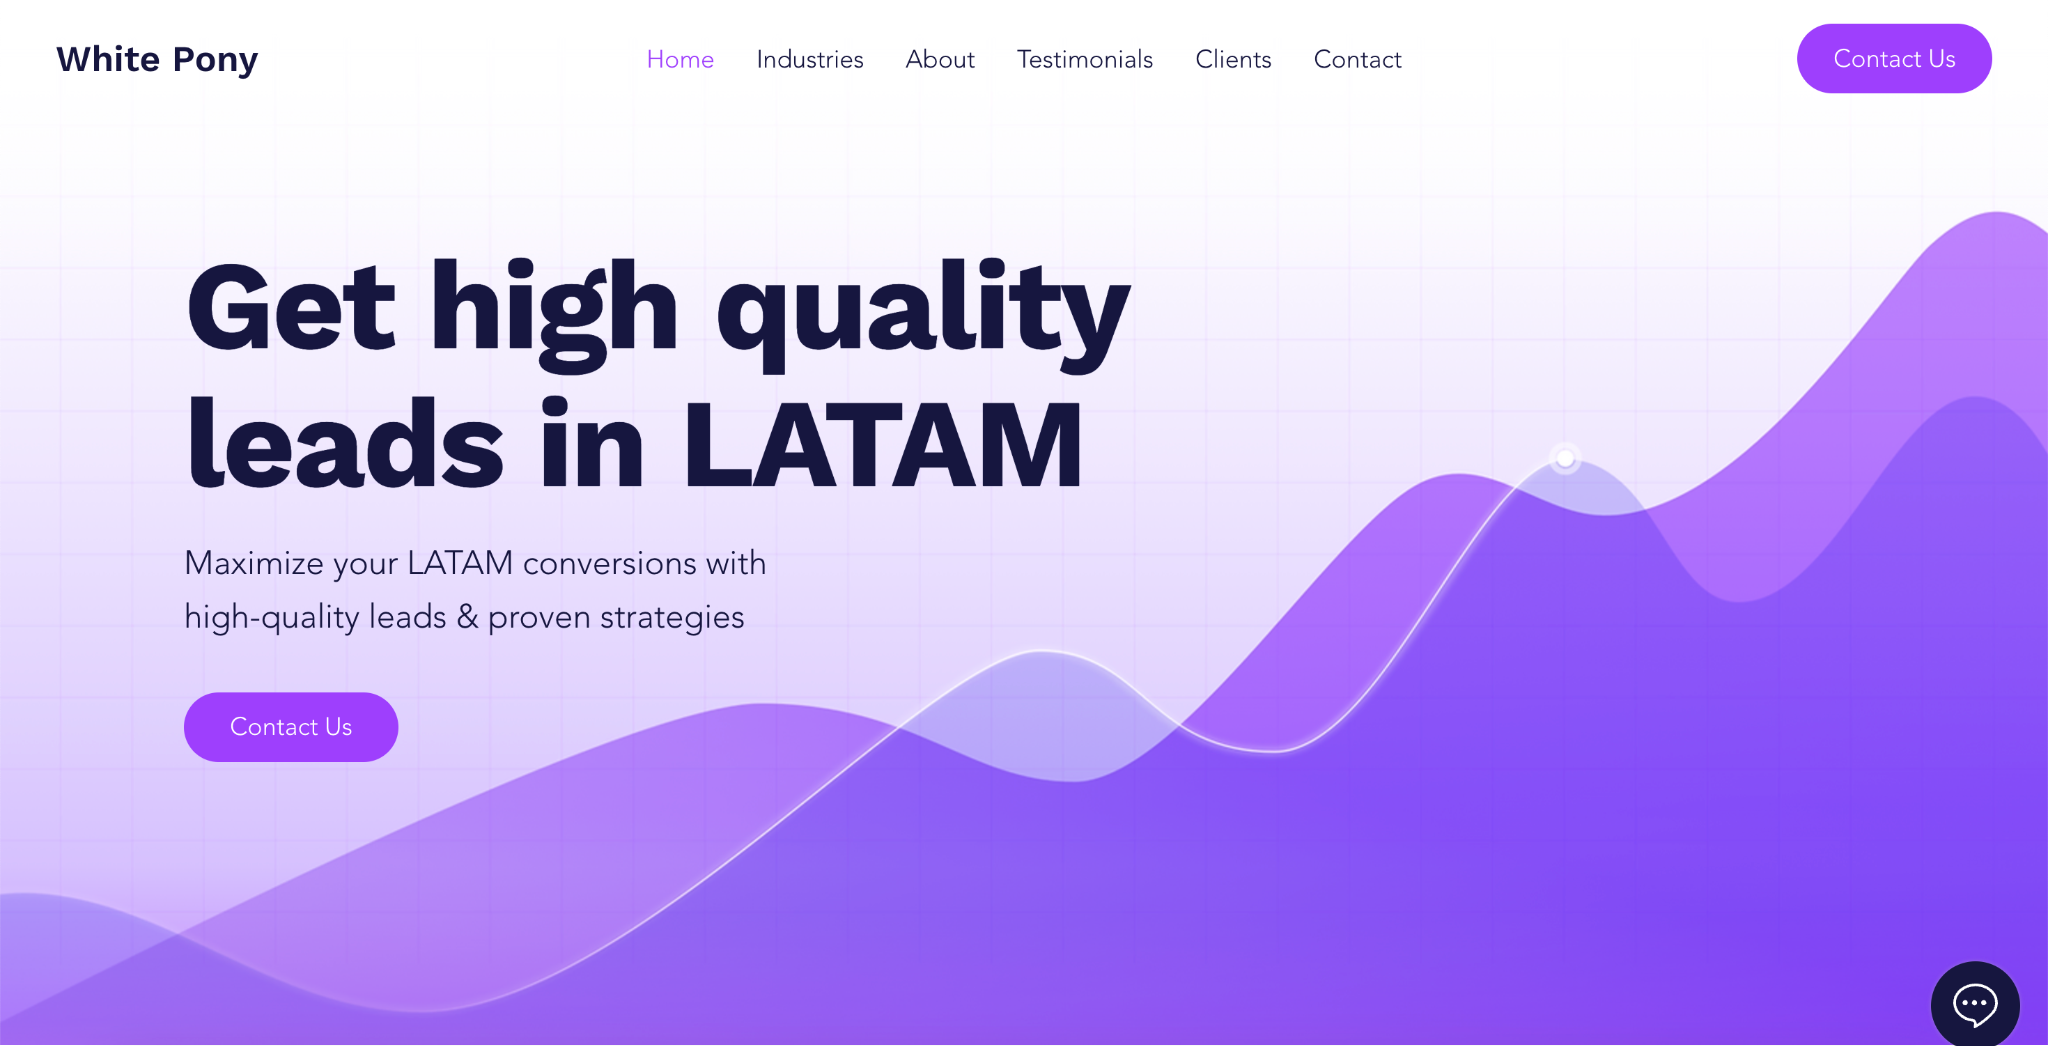 White Pony
Home Industries About Testimonials Clients Contact
Contact Us
Get high quality
leads in LATAM
Maximize your LATAM conversions with
high-quality leads & proven strategies
Contact Us